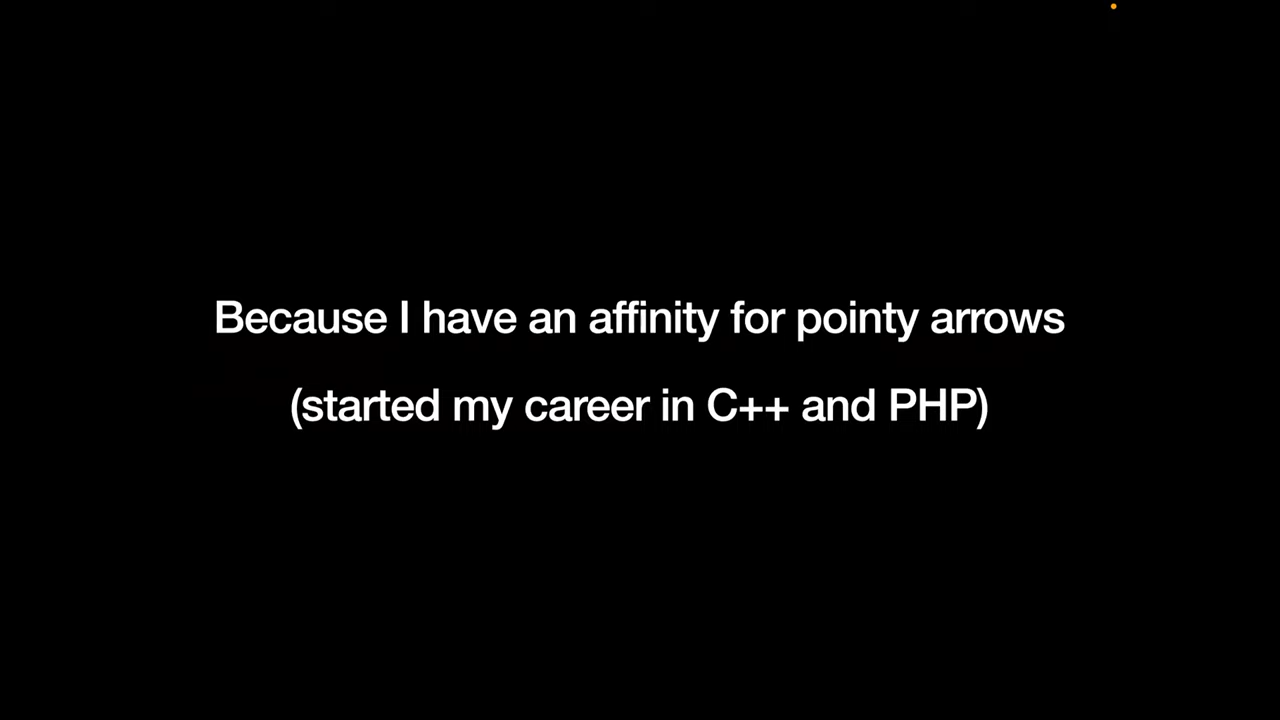 Because I have an affinity for pointy arrows
(started my career in C++ and PHP)